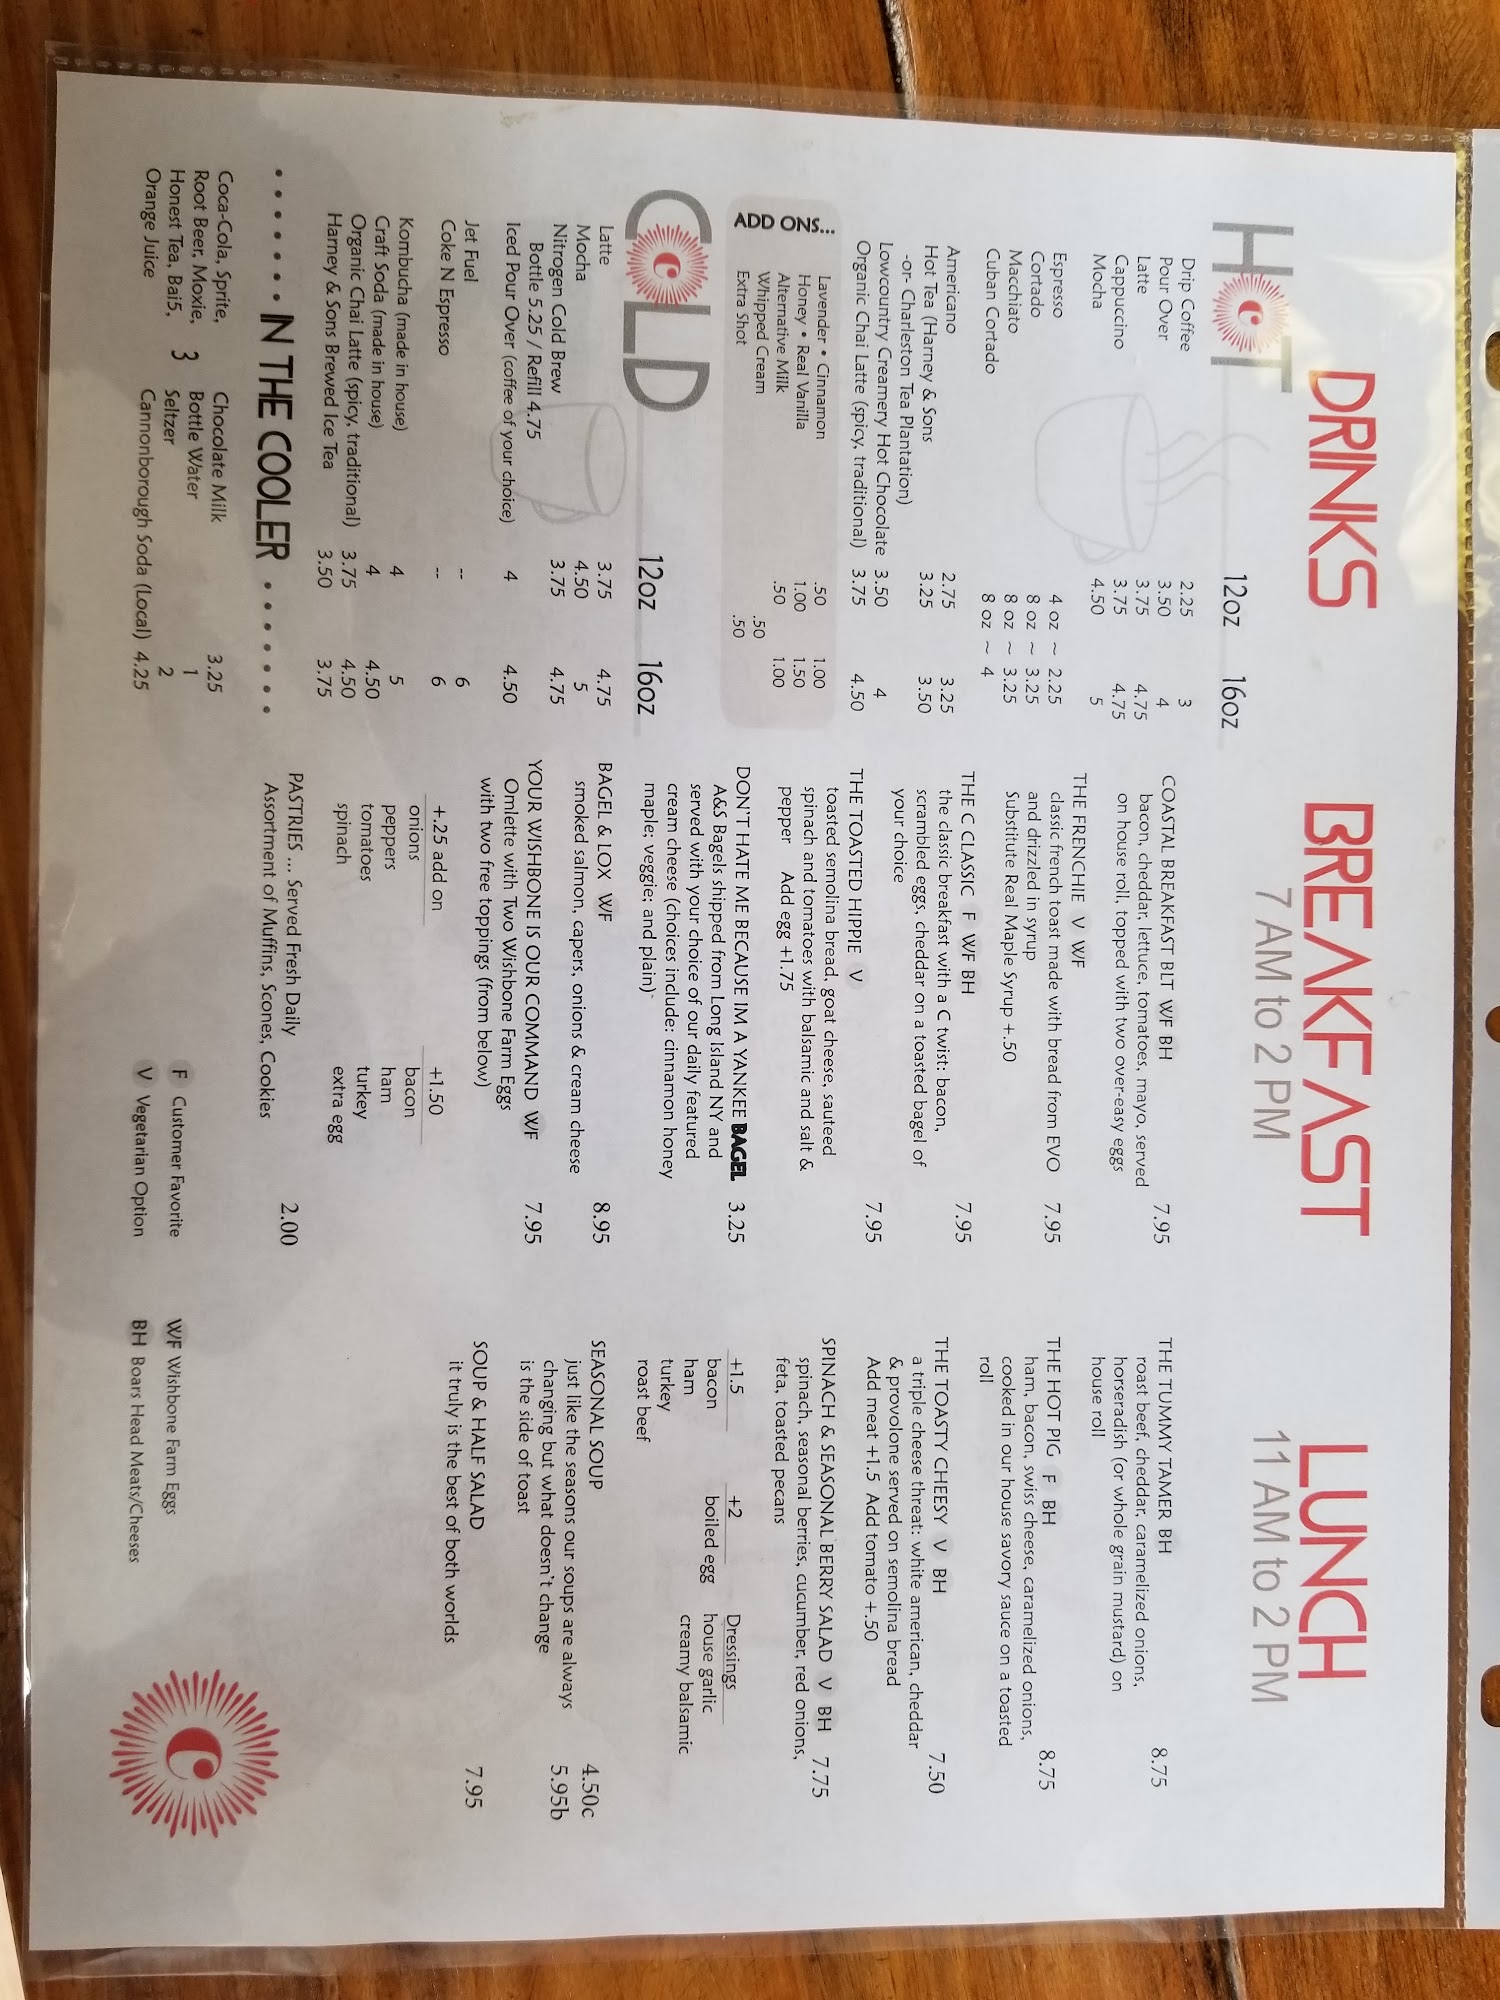 DRINKS
HOT
12oz 16oz
Drip Coffee 2.25 3
Pour Over 3.50 4
Latte 3.75 4.75
Cappuccino 3.75 4.75
Mocha 4.50 5
Espresso 4 oz ~ 2.25
Cortado 8 oz ~ 3.25
Macchiato 8 oz ~ 3.25
Cuban Cortado 8 oz ~ 4
Americano 2.75 3.25
Hot Tea (Harney & Sons 3.25 3.50
-or- Charleston Tea Plantation)
Lowcountry Creamery Hot Chocolate 3.50 4
Organic Chai Latte (spicy, traditional) 3.75 4.50
ADD ONS...
Lavender • Cinnamon .50 1.00
Honey • Real Vanilla 1.00 1.50
Alternative Milk .50 1.00
Whipped Cream .50
Extra Shot .50
COLD
12oz 16oz
Latte 3.75 4.75
Mocha 4.50 5
Nitrogen Cold Brew 3.75 4.75
Bottle 5.25 / Refill 4.75
Iced Pour Over (coffee of your choice) 4 4.50
Jet Fuel -- 6
Coke N Espresso -- 6
Kombucha (made in house) 4 5
Craft Soda (made in house) 4 4.50
Organic Chai Latte (spicy, traditional) 3.75 4.50
Harney & Sons Brewed Ice Tea 3.50 3.75
• • • • • • • IN THE COOLER • • • • • • •
Coca-Cola, Sprite,
Root Beer, Moxie, 3
Honest Tea, Bai5,
Orange Juice
Chocolate Milk 3.25
Bottle Water 1
Seltzer 2
Cannonborough Soda (Local) 4.25
BREAKFAST
7 AM to 2 PM
COASTAL BREAKFAST BLT WF BH 7.95
bacon, cheddar, lettuce, tomatoes, mayo, served
on house roll, topped with two over-easy eggs
THE FRENCHIE V WF 7.95
classic french toast made with bread from EVO
and drizzled in syrup
Substitute Real Maple Syrup +.50
THE C CLASSIC F WF BH 7.95
the classic breakfast with a C twist: bacon,
scrambled eggs, cheddar on a toasted bagel of
your choice
THE TOASTED HIPPIE V 7.95
toasted semolina bread, goat cheese, sauteed
spinach and tomatoes with balsamic and salt &
pepper Add egg +1.75
DON'T HATE ME BECAUSE IM A YANKEE BAGEL 3.25
A&S Bagels shipped from Long Island NY and
served with your choice of our daily featured
cream cheese (choices include: cinnamon honey
maple; veggie; and plain)
BAGEL & LOX WF 8.95
smoked salmon, capers, onions & cream cheese
YOUR WISHBONE IS OUR COMMAND WF 7.95
Omlette with Two Wishbone Farm Eggs
with two free toppings (from below)
+.25 add on
onions
peppers
tomatoes
spinach
+1.50
bacon
ham
turkey
extra egg
PASTRIES ... Served Fresh Daily 2.00
Assortment of Muffins, Scones, Cookies
LUNCH
11 AM to 2 PM
THE TUMMY TAMER BH 8.75
roast beef, cheddar, caramelized onions,
horseradish (or whole grain mustard) on
house roll
THE HOT PIG F BH 8.75
ham, bacon, swiss cheese, caramelized onions,
cooked in our house savory sauce on a toasted
roll
THE TOASTY CHEESY V BH 7.50
a triple cheese threat: white american, cheddar
& provolone served on semolina bread
Add meat +1.5 Add tomato +.50
SPINACH & SEASONAL BERRY SALAD V BH 7.75
spinach, seasonal berries, cucumber, red onions,
feta, toasted pecans
+1.5
bacon
ham
turkey
roast beef
+2
boiled egg
Dressings
house garlic
creamy balsamic
SEASONAL SOUP 4.50c
just like the seasons our soups are always 5.95b
changing but what doesn't change
is the side of toast
SOUP & HALF SALAD 7.95
it truly is the best of both worlds
F Customer Favorite
V Vegetarian Option
WF Wishbone Farm Eggs
BH Boars Head Meats/Cheeses
C